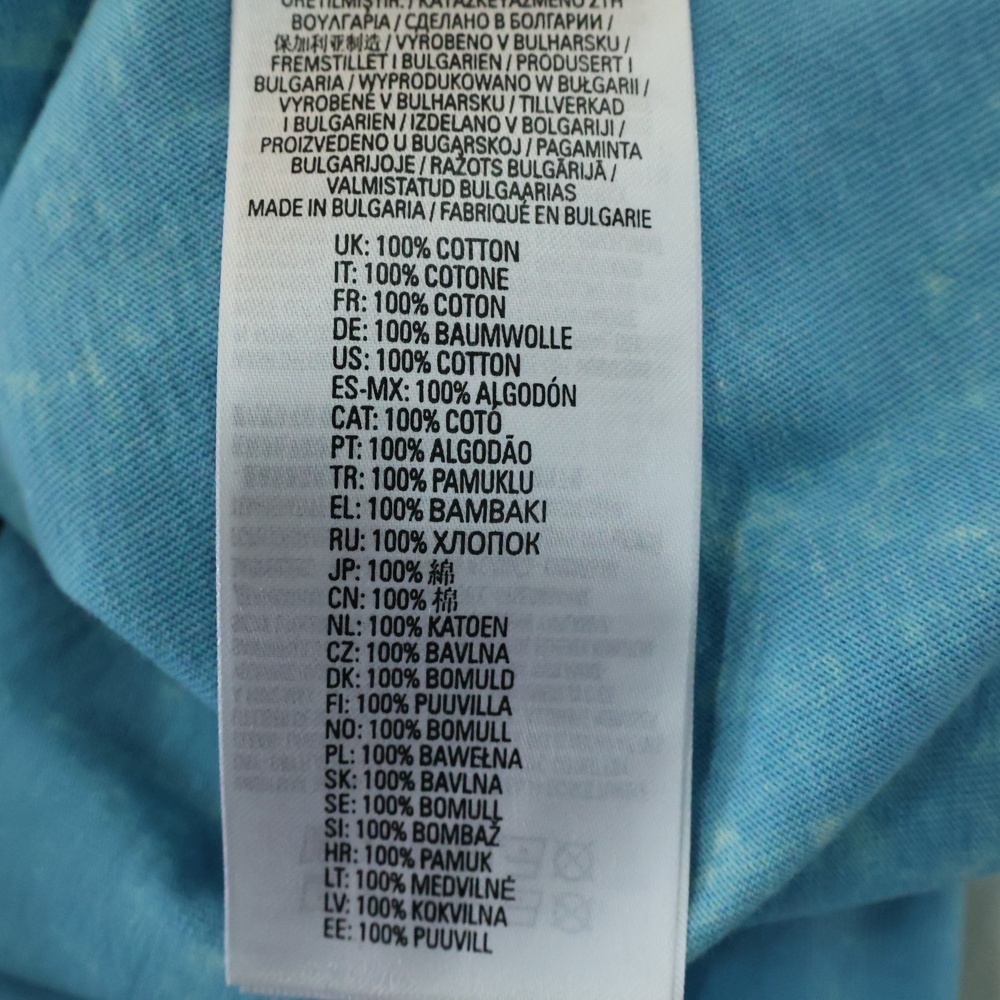 ÜRETİLMİŞTİR. / ΚΑΤΑΣΚΕΥΑΣΜΕΝΟ ΣΤΗ
ΒΟΥΛΓΑΡΙΑ / СДЕЛАНО В БОЛГАРИИ /
保加利亚制造 / VYROBENO V BULHARSKU /
FREMSTILLET I BULGARIEN / PRODUSERT I
BULGARIA / WYPRODUKOWANO W BUŁGARII /
VYROBENÉ V BULHARSKU / TILLVERKAD
I BULGARIEN / IZDELANO V BOLGARIJI /
PROIZVEDENO U BUGARSKOJ / PAGAMINTA
BULGARIJOJE / RAŽOTS BULGĀRIJĀ /
VALMISTATUD BULGAARIAS
MADE IN BULGARIA / FABRIQUÉ EN BULGARIE
UK: 100% COTTON
IT: 100% COTONE
FR: 100% COTON
DE: 100% BAUMWOLLE
US: 100% COTTON
ES-MX: 100% ALGODÓN
CAT: 100% COTÓ
PT: 100% ALGODÃO
TR: 100% PAMUKLU
EL: 100% ΒΑΜΒΑΚΙ
RU: 100% ХЛОПОК
JP: 100% 綿
CN: 100% 棉
NL: 100% KATOEN
CZ: 100% BAVLNA
DK: 100% BOMULD
FI: 100% PUUVILLA
NO: 100% BOMULL
PL: 100% BAWEŁNA
SK: 100% BAVLNA
SE: 100% BOMULL
SI: 100% BOMBAŽ
HR: 100% PAMUK
LT: 100% MEDVILNĖ
LV: 100% KOKVILNA
EE: 100% PUUVILL